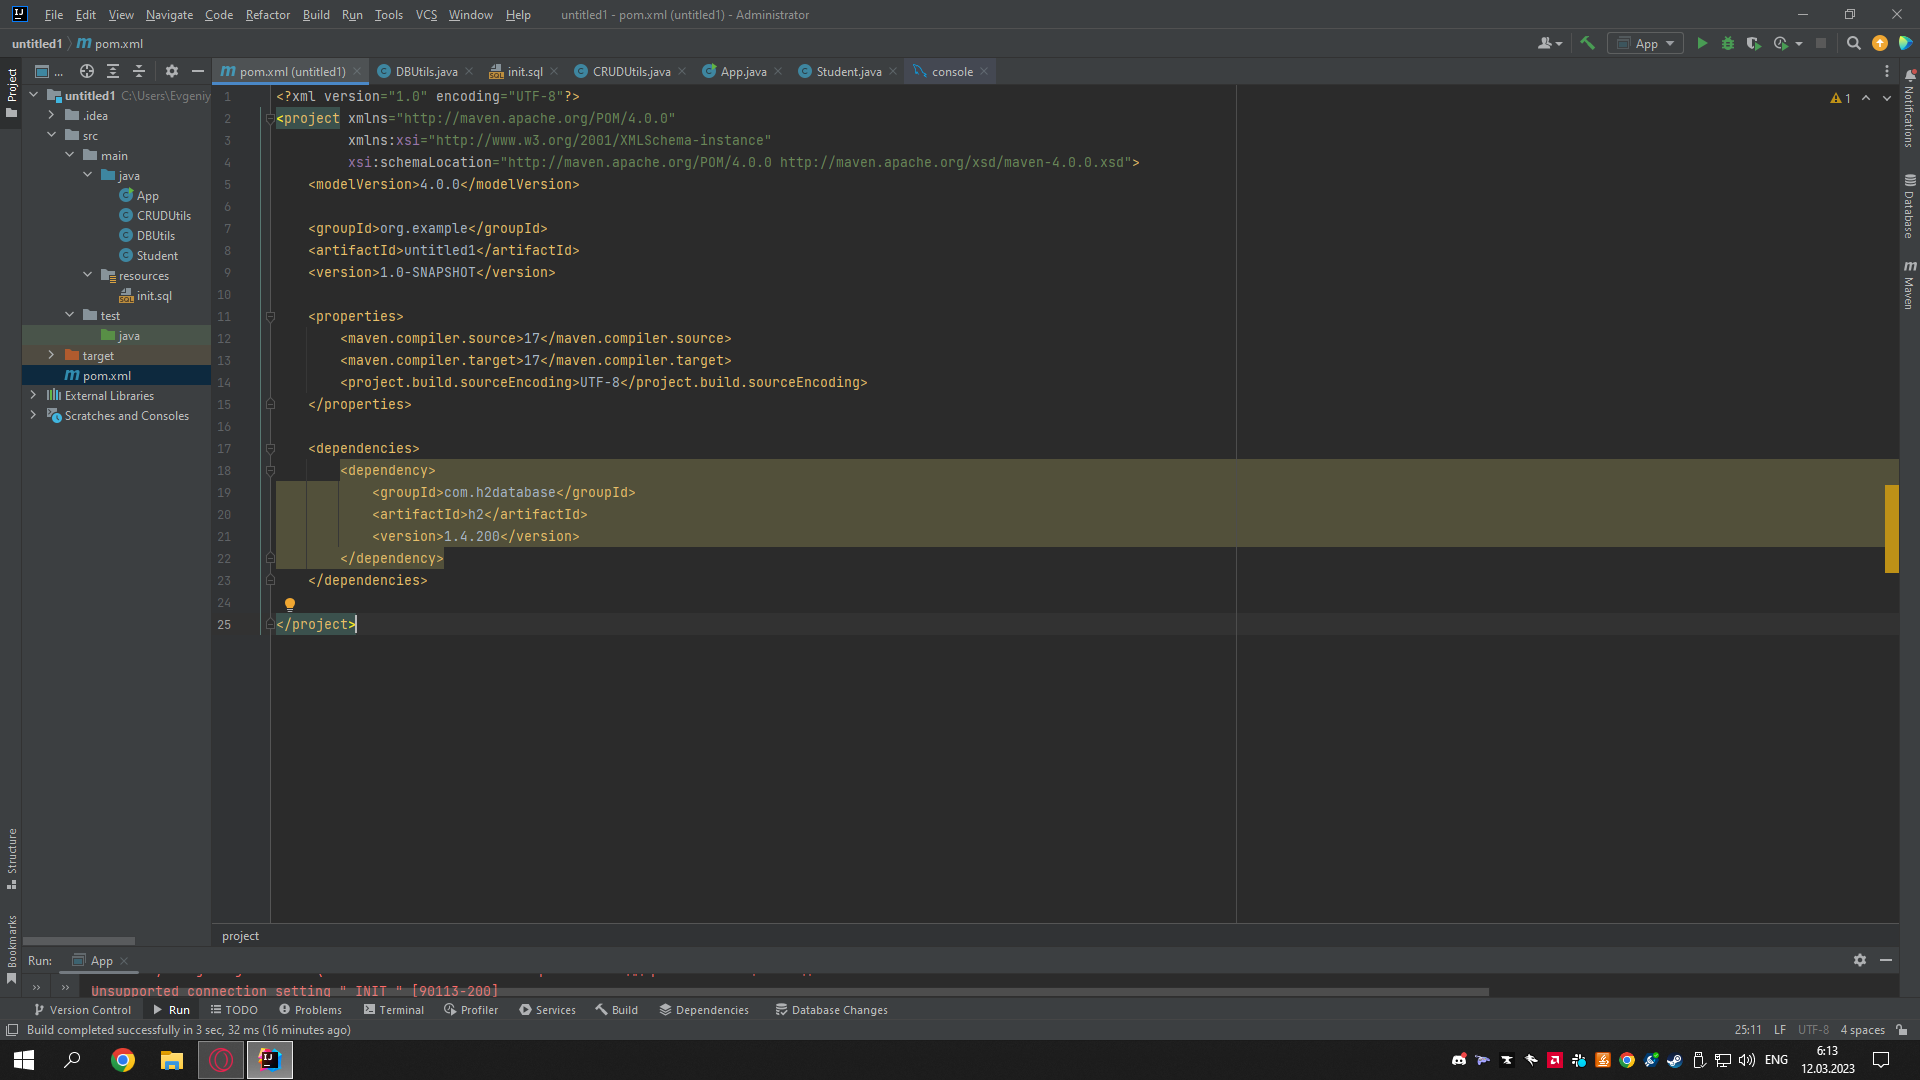 File Edit View Navigate Code Refactor Build Run Tools VCS Window Help untitled1 - pom.xml (untitled1) - Administrator
untitled1 pom.xml App
Project ... pom.xml (untitled1) DBUtils.java init.sql CRUDUtils.java App.java Student.java console
untitled1 C:\Users\Evgeniy
.idea
src
main
java
App
CRUDUtils
DBUtils
Student
resources
init.sql
test
java
target
pom.xml
External Libraries
Scratches and Consoles
1 <?xml version="1.0" encoding="UTF-8"?>
2 <project xmlns="http://maven.apache.org/POM/4.0.0"
3 xmlns:xsi="http://www.w3.org/2001/XMLSchema-instance"
4 xsi:schemaLocation="http://maven.apache.org/POM/4.0.0 http://maven.apache.org/xsd/maven-4.0.0.xsd">
5 <modelVersion>4.0.0</modelVersion>
6
7 <groupId>org.example</groupId>
8 <artifactId>untitled1</artifactId>
9 <version>1.0-SNAPSHOT</version>
10
11 <properties>
12 <maven.compiler.source>17</maven.compiler.source>
13 <maven.compiler.target>17</maven.compiler.target>
14 <project.build.sourceEncoding>UTF-8</project.build.sourceEncoding>
15 </properties>
16
17 <dependencies>
18 <dependency>
19 <groupId>com.h2database</groupId>
20 <artifactId>h2</artifactId>
21 <version>1.4.200</version>
22 </dependency>
23 </dependencies>
24
25 </project>
1
Notifications
Database
Maven
Structure
Bookmarks
project
Run: App
Unsupported connection setting " INIT " [90113-200]
Version Control Run TODO Problems Terminal Profiler Services Build Dependencies Database Changes
Build completed successfully in 3 sec, 32 ms (16 minutes ago) 25:11 LF UTF-8 4 spaces
ENG 6:13
12.03.2023